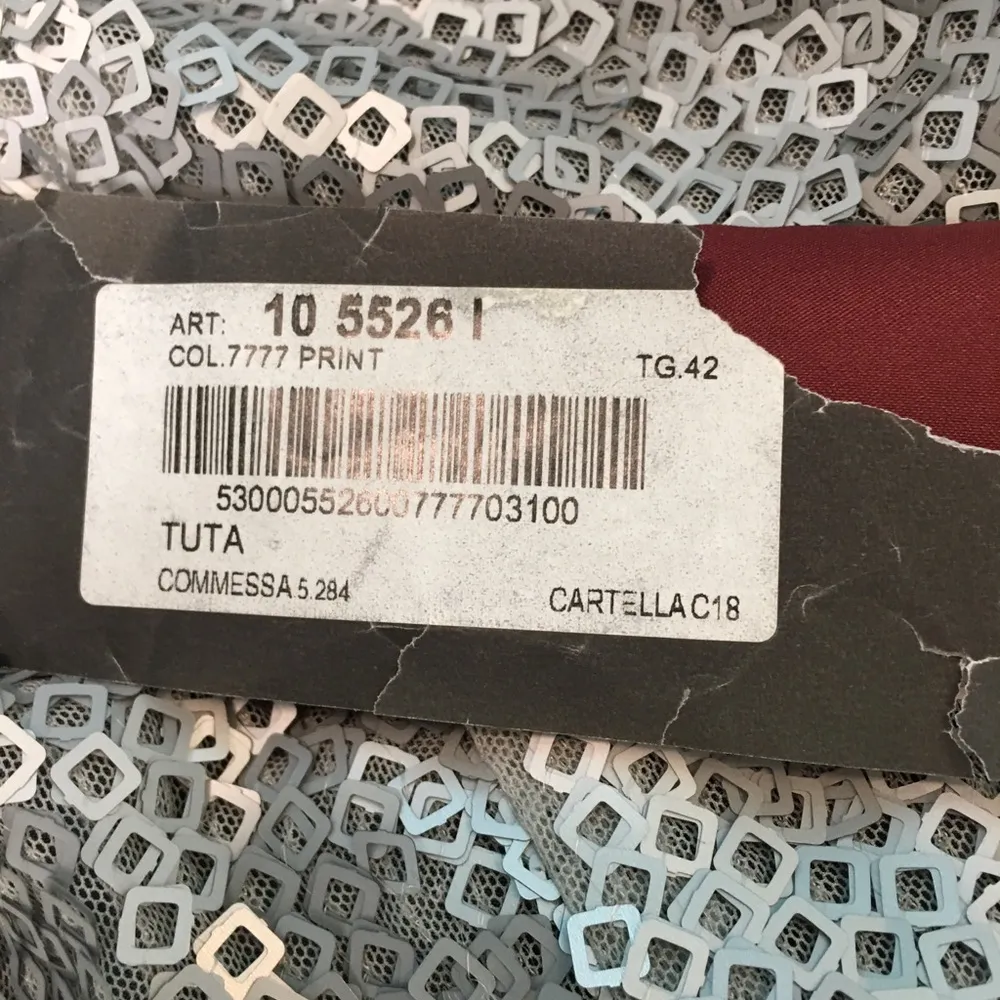 ART: 10 5526 I
COL.7777 PRINT
TG.42
53000552600777703100
TUTA
COMMESSA 5.284
CARTELLA C18